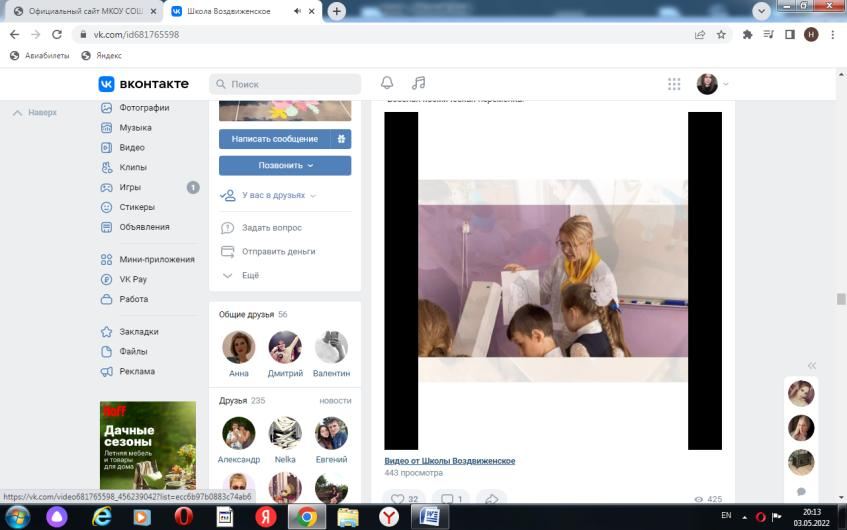 Официальный сайт МКОУ СОШ
Школа Воздвиженское
vk.com/id681765598
Н
Авиабилеты
Яндекс
вконтакте
Поиск
Наверх
Фотографии
Музыка
Видео
Клипы
Игры
1
Стикеры
Объявления
Мини-приложения
VK Pay
Работа
Закладки
Файлы
Реклама
hoff
Дачные
сезоны
Летняя мебель
и товары
для дома
Написать сообщение
Позвонить
У вас в друзьях
Задать вопрос
Отправить деньги
Ещё
Общие друзья 56
Анна
Дмитрий
Валентин
Друзья 235
новости
Александр
Nelka
Евгений
Видео от Школы Воздвиженское
443 просмотра
32
1
425
https://vk.com/video681765598_456239042?list=ecc6b97b0883c74ab6
EN
20:13
03.05.2022